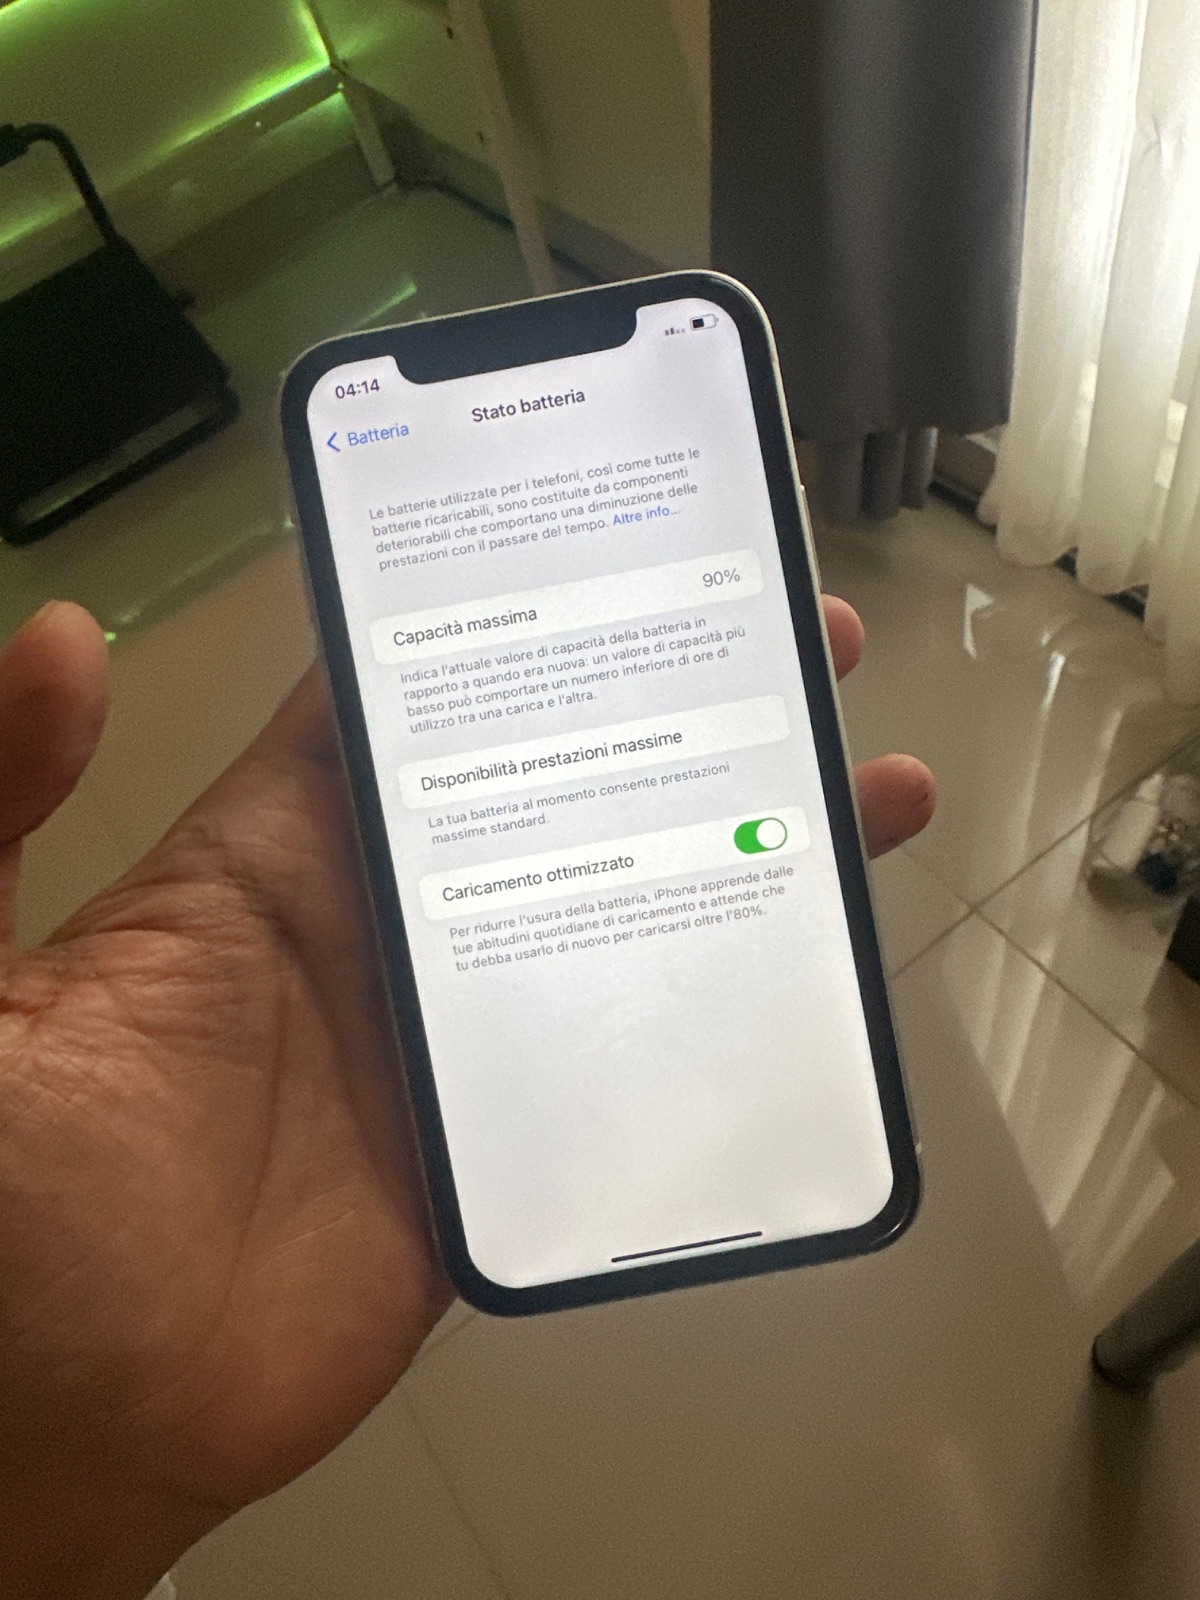 04:14
Batteria
Stato batteria
Le batterie utilizzate per i telefoni, così come tutte le
batterie ricaricabili, sono costituite da componenti
deteriorabili che comportano una diminuzione delle
prestazioni con il passare del tempo. Altre info...
Capacità massima 90%
Indica l'attuale valore di capacità della batteria in
rapporto a quando era nuova: un valore di capacità più
basso può comportare un numero inferiore di ore di
utilizzo tra una carica e l'altra.
Disponibilità prestazioni massime
La tua batteria al momento consente prestazioni
massime standard.
Caricamento ottimizzato
Per ridurre l'usura della batteria, iPhone apprende dalle
tue abitudini quotidiane di caricamento e attende che
tu debba usarlo di nuovo per caricarsi oltre l'80%.